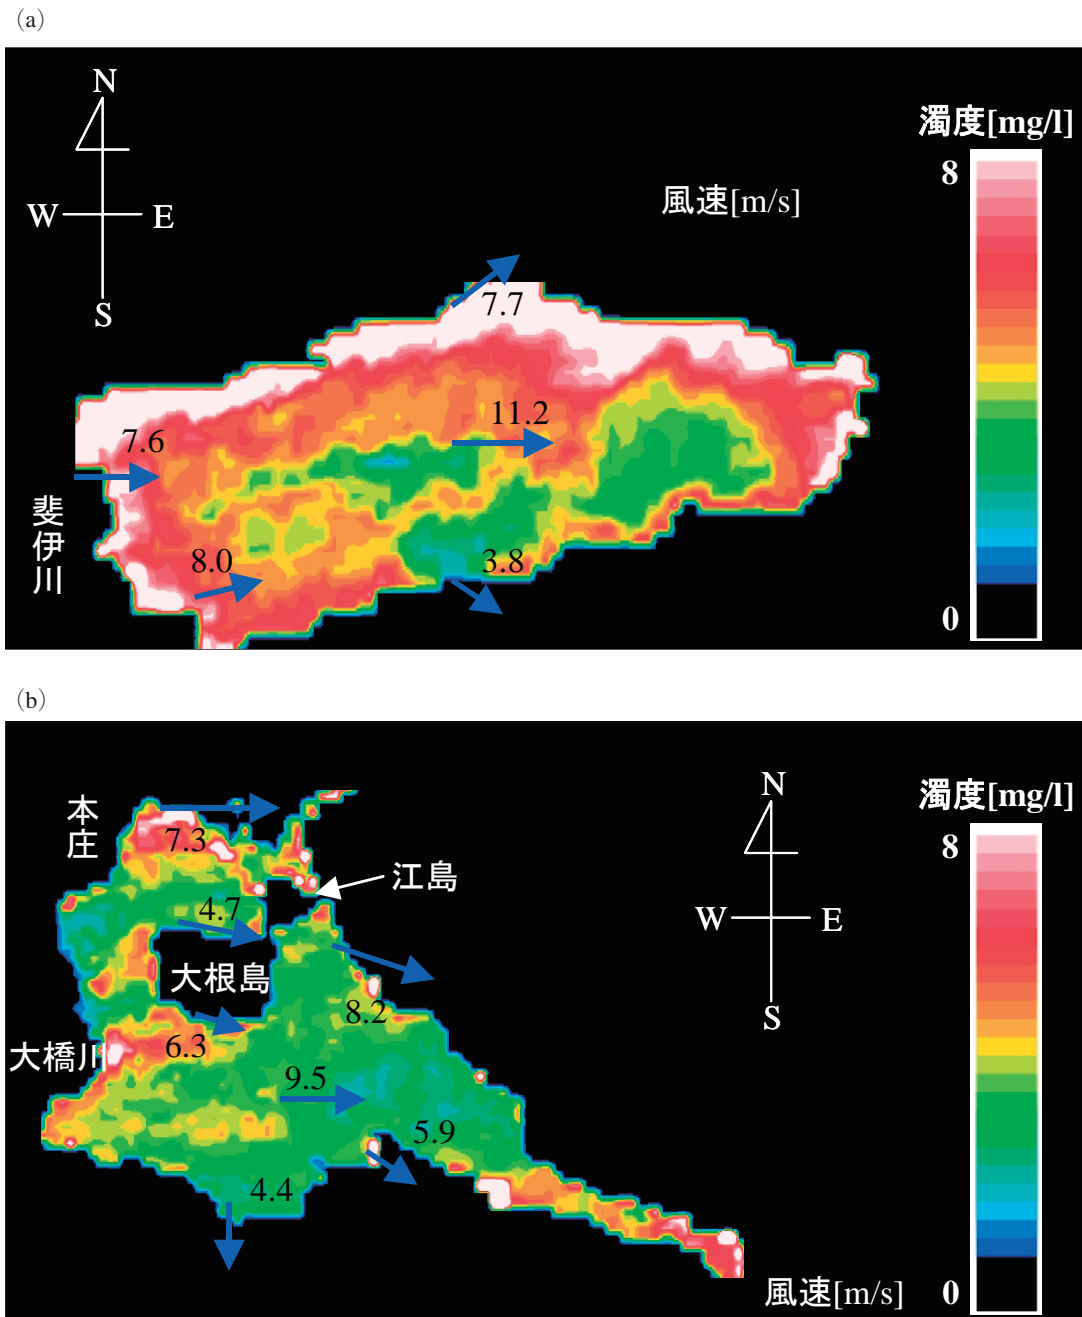 (a)
N
W E
S
濁度[mg/l]
8
0
風速[m/s]
7.7
11.2
7.6
8.0
3.8
斐伊川
(b)
本庄
7.3
江島
4.7
大根島
8.2
6.3
大橋川
9.5
5.9
4.4
N
W E
S
濁度[mg/l]
8
0
風速[m/s]